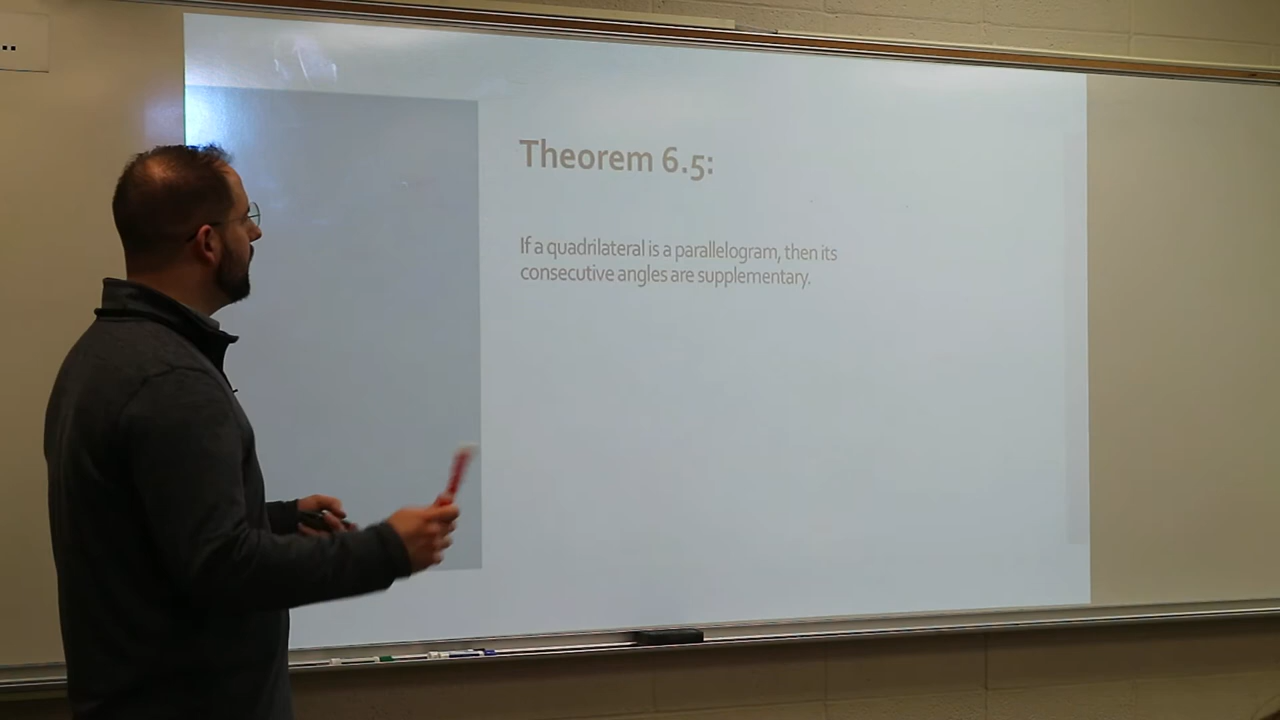 Theorem 6.5:
If a quadrilateral is a parallelogram, then its
consecutive angles are supplementary.